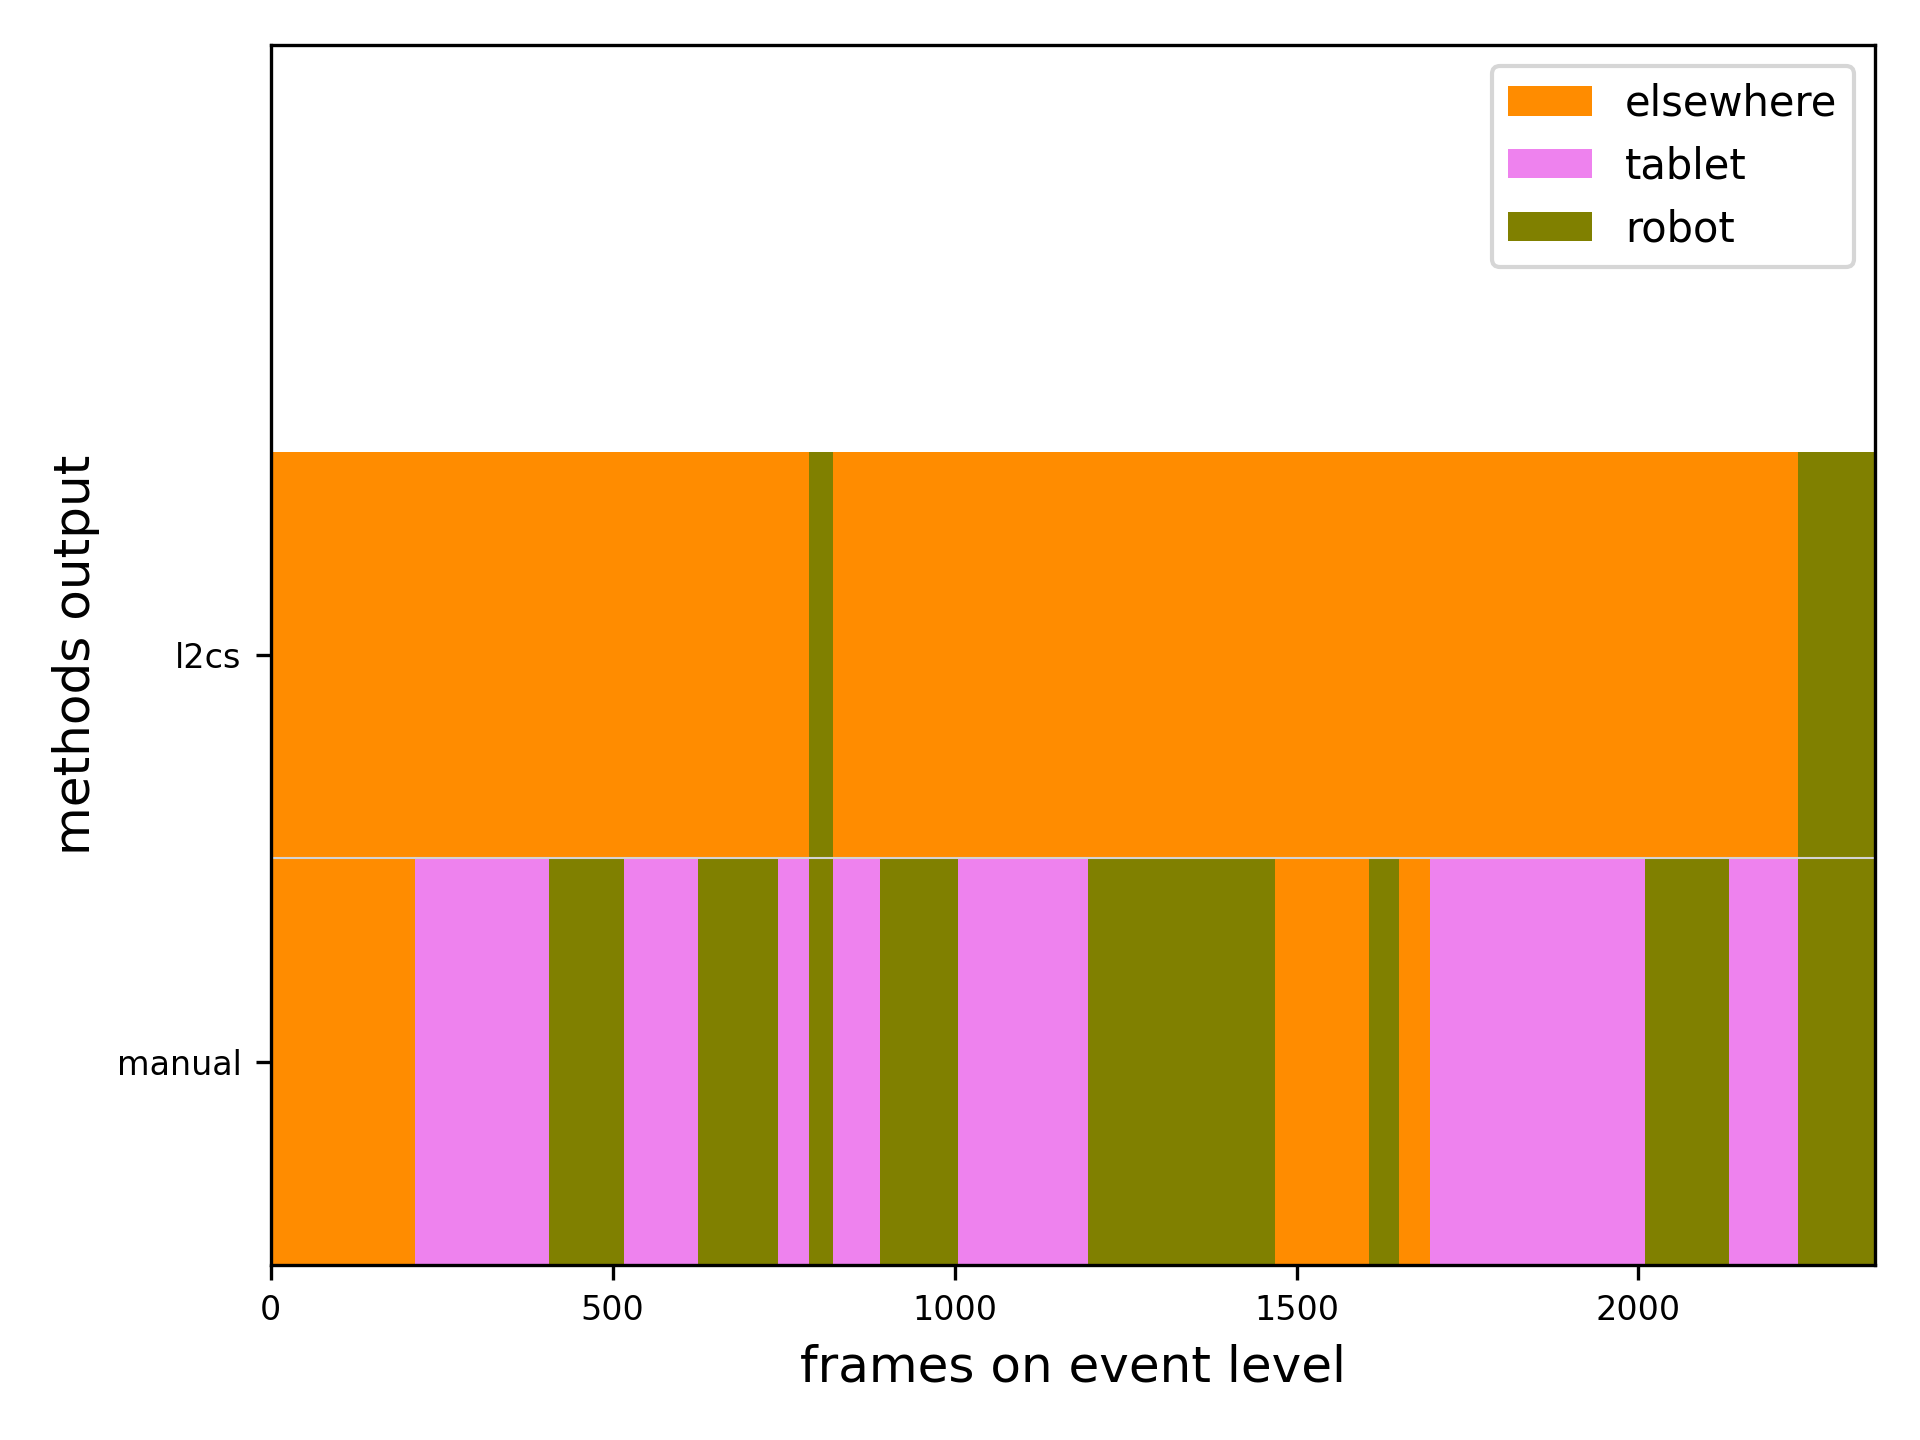 elsewhere
tablet
robot
methods output
l2cs
manual
0 500 1000 1500 2000
frames on event level